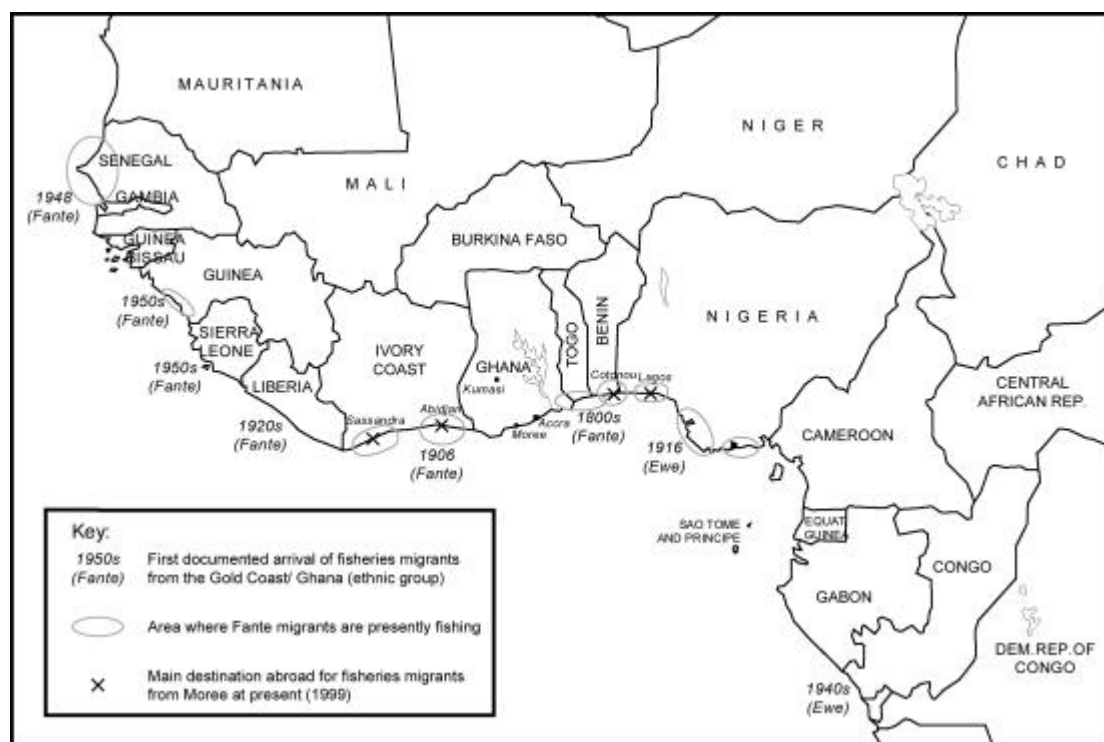 MAURITANIA
NIGER
CHAD
SENEGAL
MALI
1948
(Fante)
GAMBIA
GUINEA
BISSAU
BURKINA FASO
GUINEA
1950s
(Fante)
NIGERIA
BENIN
TOGO
SIERRA
LEONE
IVORY
COAST
GHANA
Kumasi
Cotonou
Lagos
1950s
(Fante)
LIBERIA
CENTRAL
AFRICAN REP.
Sassandra
Abidjan
Accra
Moree
1800s
(Fante)
1920s
(Fante)
1906
(Fante)
1916
(Ewe)
CAMEROON
SAO TOME
AND PRINCIPE
EQUAT.
GUINEA
CONGO
GABON
DEM.REP.OF
CONGO
1940s
(Ewe)
Key:
1950s
(Fante)
First documented arrival of fisheries migrants
from the Gold Coast/ Ghana (ethnic group)
Area where Fante migrants are presently fishing
Main destination abroad for fisheries migrants
from Moree at present (1999)